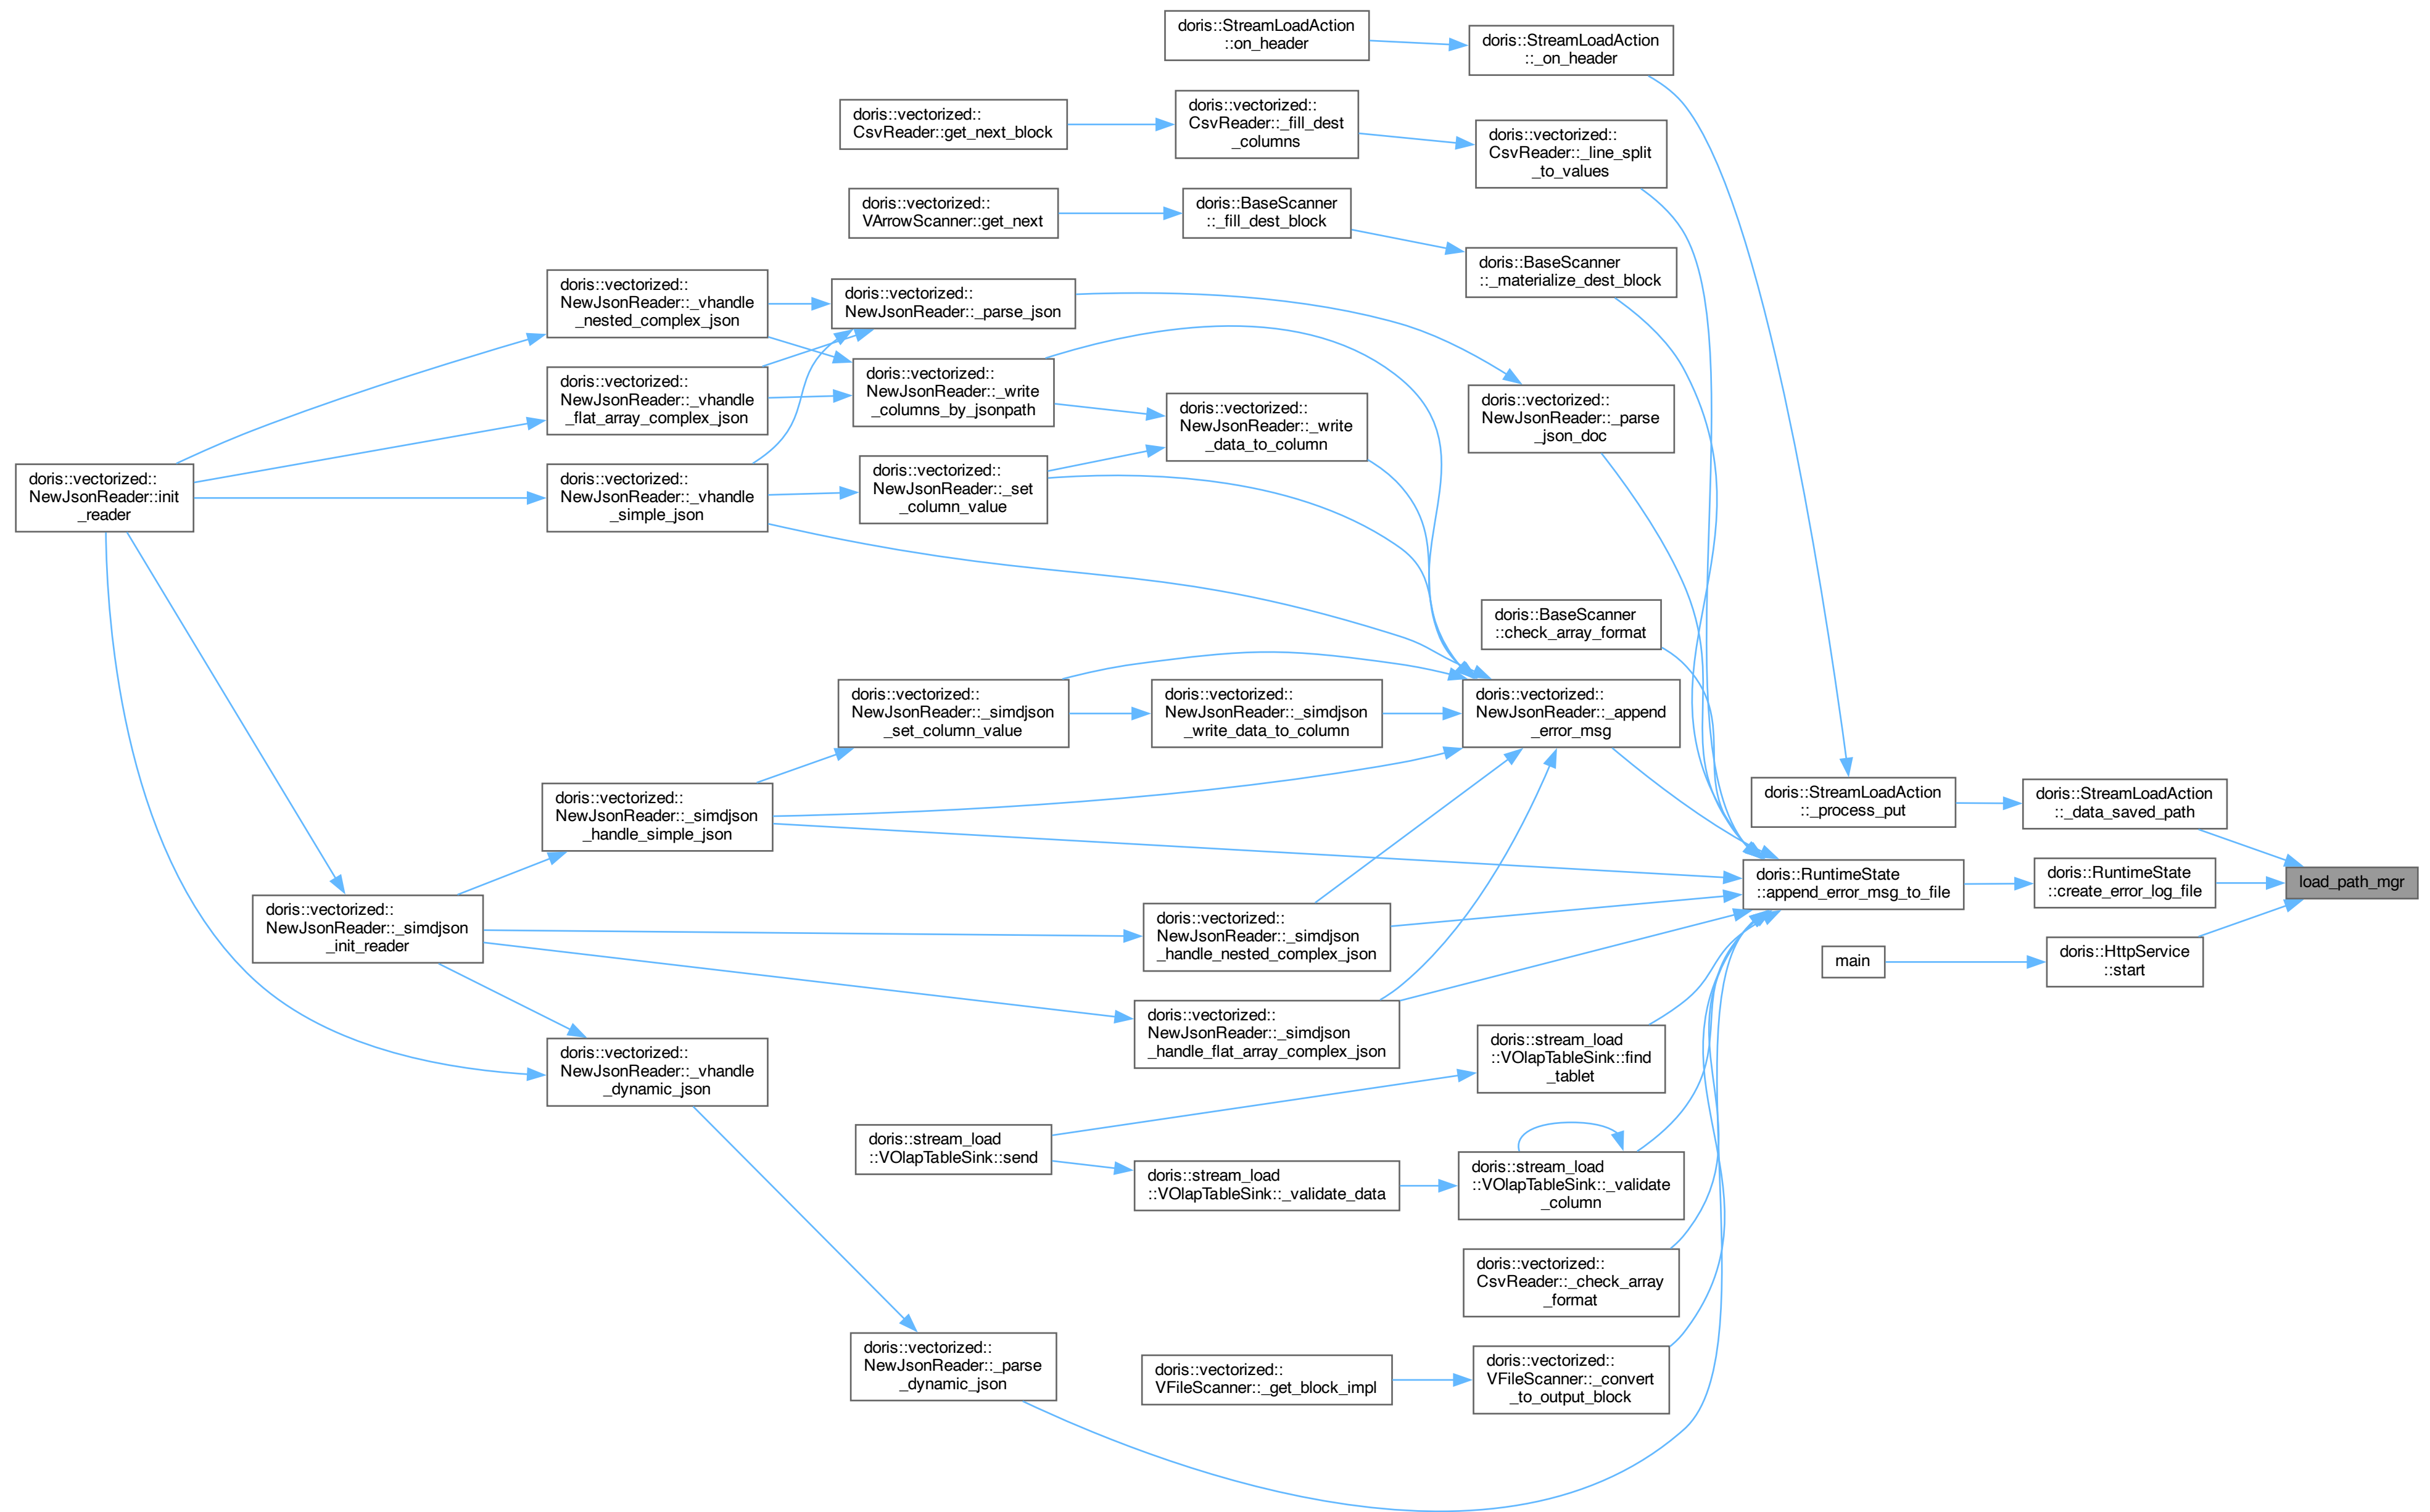 doris::StreamLoadAction
::on_header
doris::StreamLoadAction
::_on_header
doris::vectorized::
CsvReader::get_next_block
doris::vectorized::
CsvReader::_fill_dest
_columns
doris::vectorized::
CsvReader::_line_split
_to_values
doris::vectorized::
VArrowScanner::get_next
doris::BaseScanner
::_fill_dest_block
doris::BaseScanner
::_materialize_dest_block
doris::vectorized::
NewJsonReader::_vhandle
_nested_complex_json
doris::vectorized::
NewJsonReader::_parse_json
doris::vectorized::
NewJsonReader::_vhandle
_flat_array_complex_json
doris::vectorized::
NewJsonReader::_write
_columns_by_jsonpath
doris::vectorized::
NewJsonReader::_write
_data_to_column
doris::vectorized::
NewJsonReader::_parse
_json_doc
doris::vectorized::
NewJsonReader::init
_reader
doris::vectorized::
NewJsonReader::_vhandle
_simple_json
doris::vectorized::
NewJsonReader::_set
_column_value
doris::BaseScanner
::check_array_format
doris::vectorized::
NewJsonReader::_simdjson
_set_column_value
doris::vectorized::
NewJsonReader::_simdjson
_write_data_to_column
doris::vectorized::
NewJsonReader::_append
_error_msg
doris::vectorized::
NewJsonReader::_simdjson
_handle_simple_json
doris::StreamLoadAction
::_process_put
doris::StreamLoadAction
::_data_saved_path
doris::RuntimeState
::append_error_msg_to_file
doris::RuntimeState
::create_error_log_file
load_path_mgr
doris::vectorized::
NewJsonReader::_simdjson
_init_reader
doris::vectorized::
NewJsonReader::_simdjson
_handle_nested_complex_json
main
doris::HttpService
::start
doris::vectorized::
NewJsonReader::_simdjson
_handle_flat_array_complex_json
doris::stream_load
::VOlapTableSink::find
_tablet
doris::vectorized::
NewJsonReader::_vhandle
_dynamic_json
doris::stream_load
::VOlapTableSink::send
doris::stream_load
::VOlapTableSink::_validate_data
doris::stream_load
::VOlapTableSink::_validate
_column
doris::vectorized::
CsvReader::_check_array
_format
doris::vectorized::
NewJsonReader::_parse
_dynamic_json
doris::vectorized::
VFileScanner::_get_block_impl
doris::vectorized::
VFileScanner::_convert
_to_output_block